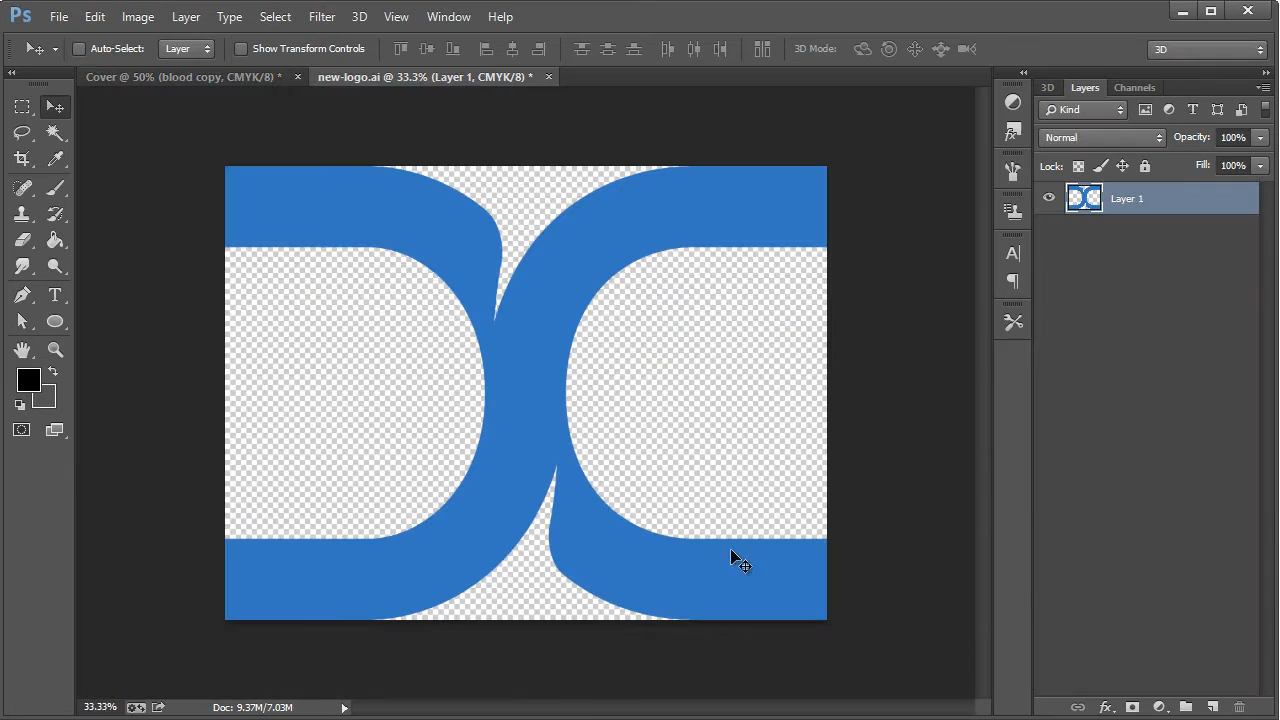 Ps File Edit Image Layer Type Select Filter 3D View Window Help
Auto-Select: Layer Show Transform Controls 3D Mode: 3D
Cover @ 50% (blood copy, CMYK/8) * × new-logo.ai @ 33.3% (Layer 1, CMYK/8) * ×
3D Layers Channels
Kind
Normal Opacity: 100%
Lock: Fill: 100%
Layer 1
33.33% Doc: 9.37M/7.03M